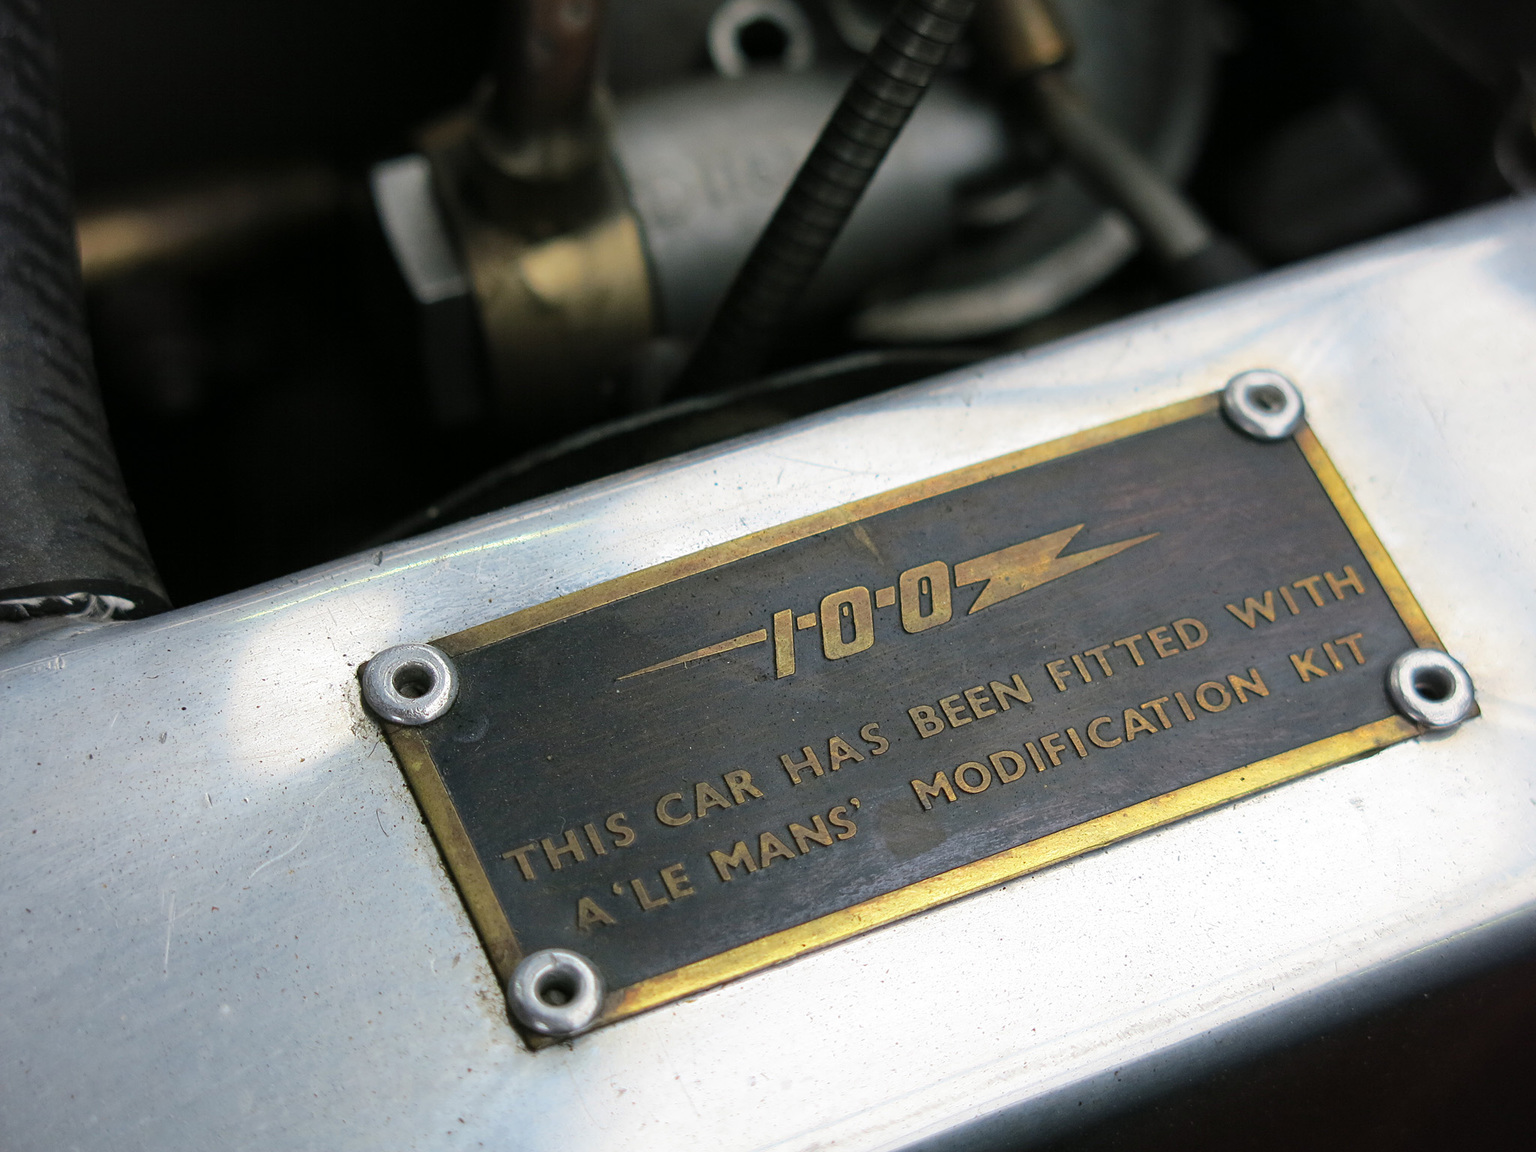 100
THIS CAR HAS BEEN FITTED WITH
A ‘LE MANS’ MODIFICATION KIT